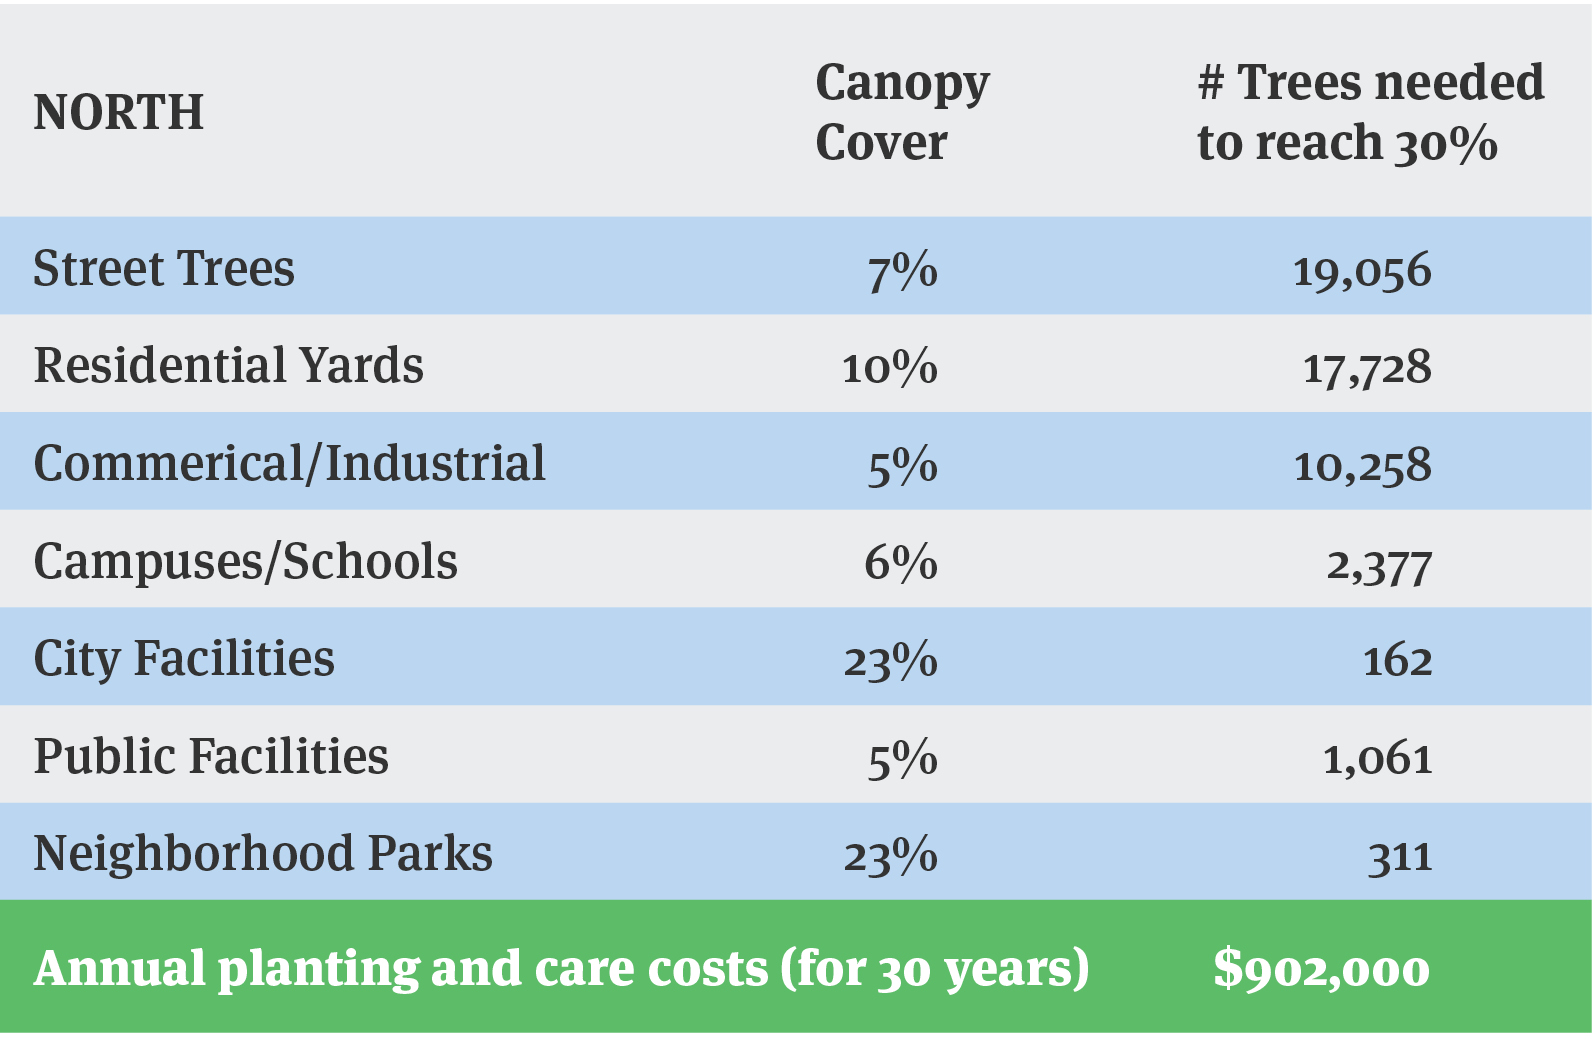 NORTH Canopy Cover # Trees needed to reach 30%
Street Trees 7% 19,056
Residential Yards 10% 17,728
Commerical/Industrial 5% 10,258
Campuses/Schools 6% 2,377
City Facilities 23% 162
Public Facilities 5% 1,061
Neighborhood Parks 23% 311
Annual planting and care costs (for 30 years) $902,000